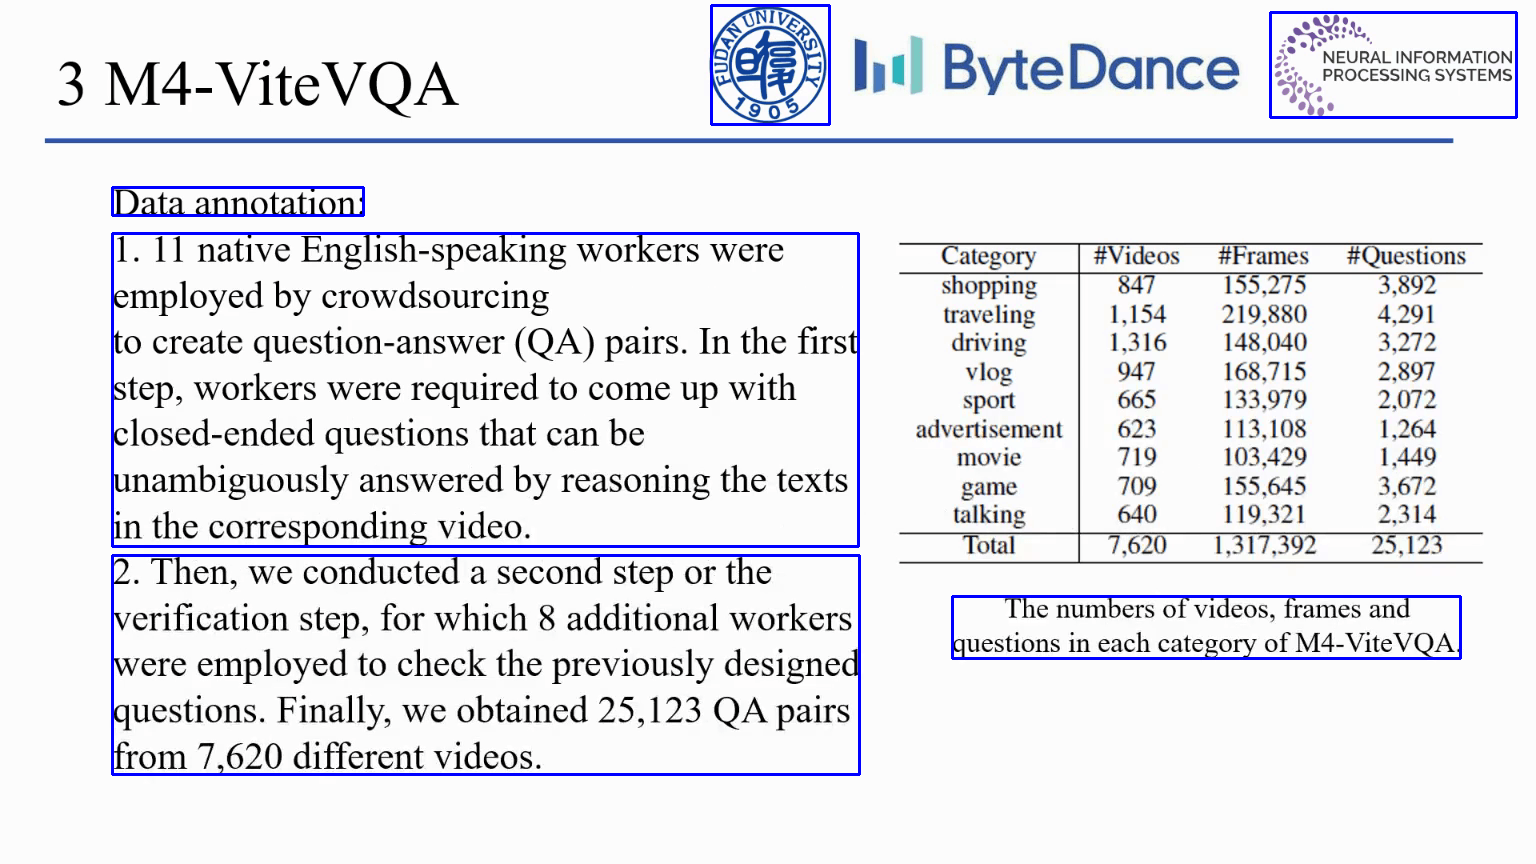 3 M4-ViteVQA
FUDAN UNIVERSITY
1905
ByteDance
NEURAL INFORMATION
PROCESSING SYSTEMS
Data annotation:
1. 11 native English-speaking workers were
employed by crowdsourcing
to create question-answer (QA) pairs. In the first
step, workers were required to come up with
closed-ended questions that can be
unambiguously answered by reasoning the texts
in the corresponding video.
2. Then, we conducted a second step or the
verification step, for which 8 additional workers
were employed to check the previously designed
questions. Finally, we obtained 25,123 QA pairs
from 7,620 different videos.
Category #Videos #Frames #Questions
shopping 847 155,275 3,892
traveling 1,154 219,880 4,291
driving 1,316 148,040 3,272
vlog 947 168,715 2,897
sport 665 133,979 2,072
advertisement 623 113,108 1,264
movie 719 103,429 1,449
game 709 155,645 3,672
talking 640 119,321 2,314
Total 7,620 1,317,392 25,123
The numbers of videos, frames and
questions in each category of M4-ViteVQA.